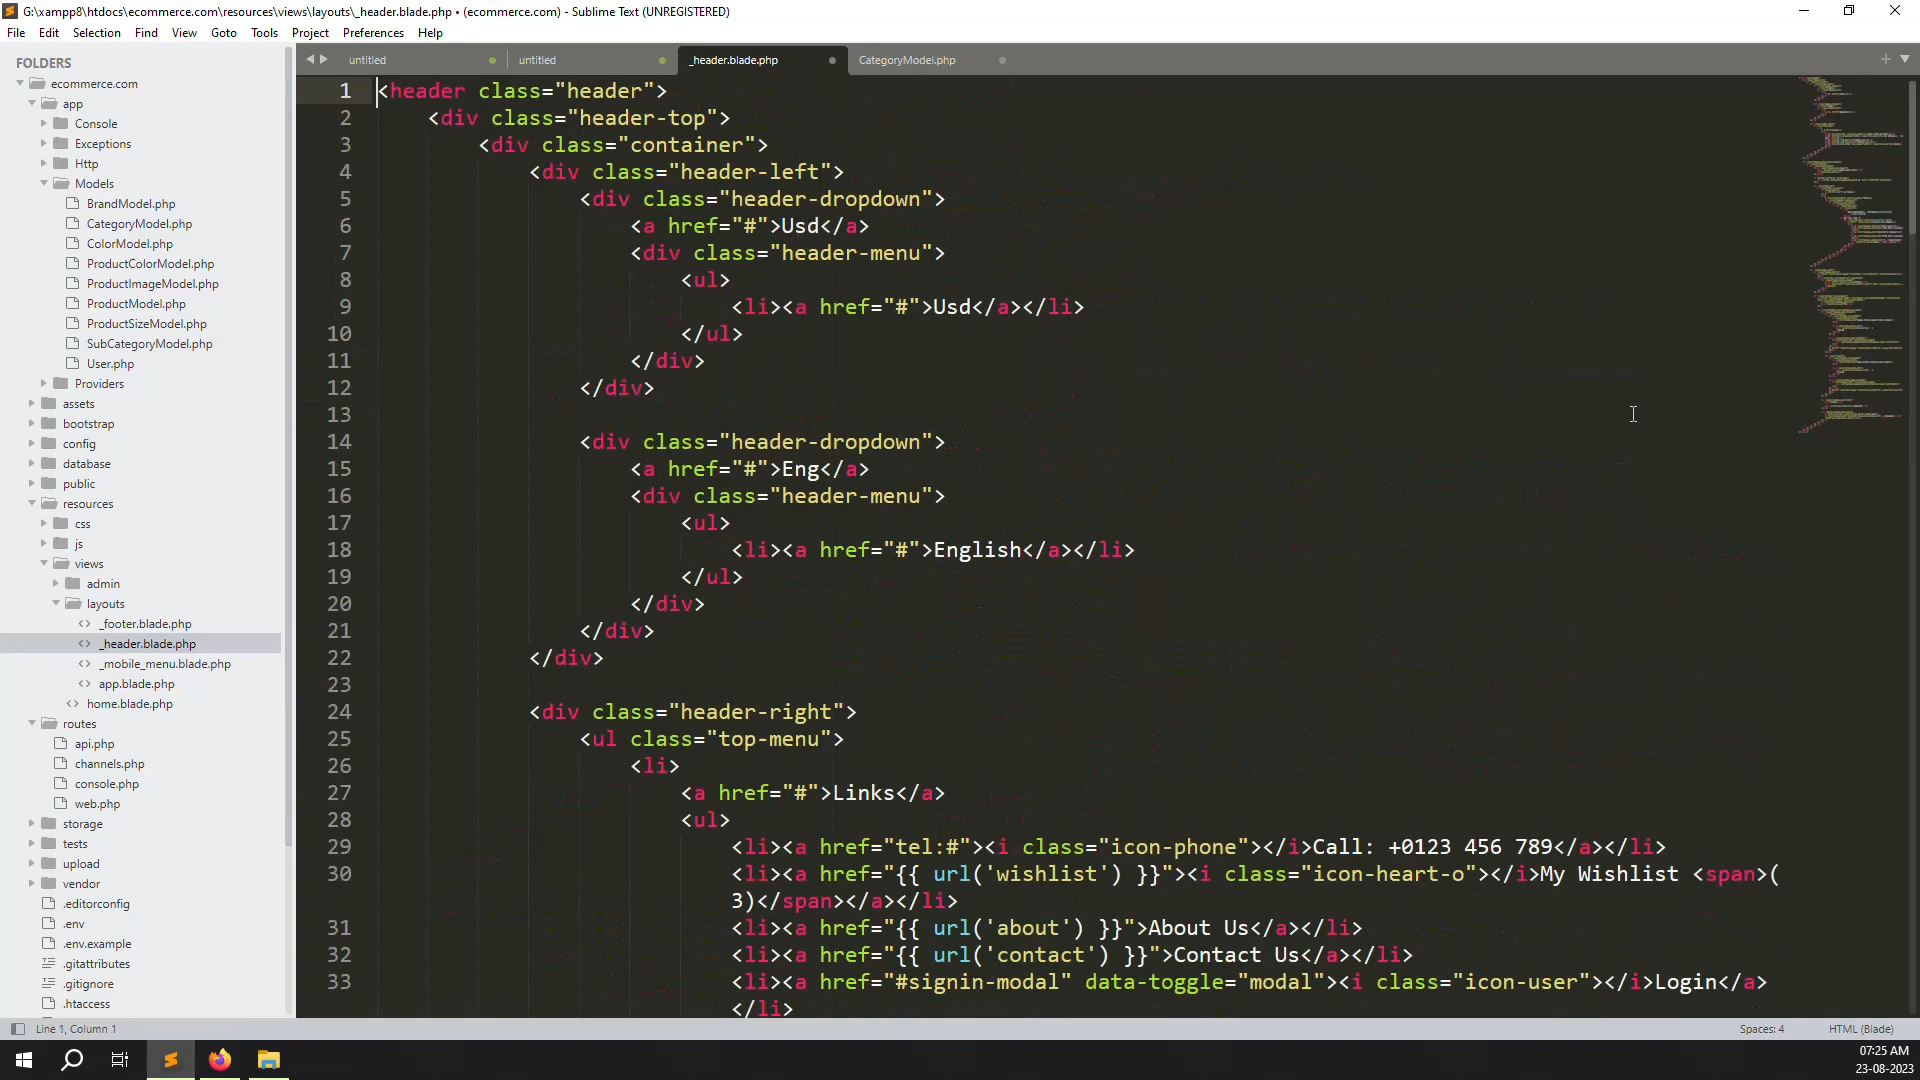 G:\xampp8\htdocs\ecommerce.com\resources\views\layouts\_header.blade.php • (ecommerce.com) - Sublime Text (UNREGISTERED)
File Edit Selection Find View Goto Tools Project Preferences Help
FOLDERS
ecommerce.com
app
Console
Exceptions
Http
Models
BrandModel.php
CategoryModel.php
ColorModel.php
ProductColorModel.php
ProductImageModel.php
ProductModel.php
ProductSizeModel.php
SubCategoryModel.php
User.php
Providers
assets
bootstrap
config
database
public
resources
css
js
views
admin
layouts
_footer.blade.php
_header.blade.php
_mobile_menu.blade.php
app.blade.php
home.blade.php
routes
api.php
channels.php
console.php
web.php
storage
tests
upload
vendor
.editorconfig
.env
.env.example
.gitattributes
.gitignore
.htaccess
untitled untitled _header.blade.php CategoryModel.php
1 <header class="header">
2 <div class="header-top">
3 <div class="container">
4 <div class="header-left">
5 <div class="header-dropdown">
6 <a href="#">Usd</a>
7 <div class="header-menu">
8 <ul>
9 <li><a href="#">Usd</a></li>
10 </ul>
11 </div>
12 </div>
13
14 <div class="header-dropdown">
15 <a href="#">Eng</a>
16 <div class="header-menu">
17 <ul>
18 <li><a href="#">English</a></li>
19 </ul>
20 </div>
21 </div>
22 </div>
23
24 <div class="header-right">
25 <ul class="top-menu">
26 <li>
27 <a href="#">Links</a>
28 <ul>
29 <li><a href="tel:#"><i class="icon-phone"></i>Call: +0123 456 789</a></li>
30 <li><a href="{{ url('wishlist') }}"><i class="icon-heart-o"></i>My Wishlist <span>(
3)</span></a></li>
31 <li><a href="{{ url('about') }}">About Us</a></li>
32 <li><a href="{{ url('contact') }}">Contact Us</a></li>
33 <li><a href="#signin-modal" data-toggle="modal"><i class="icon-user"></i>Login</a>
</li>
Line 1, Column 1 Spaces: 4 HTML (Blade)
07:25 AM
23-08-2023